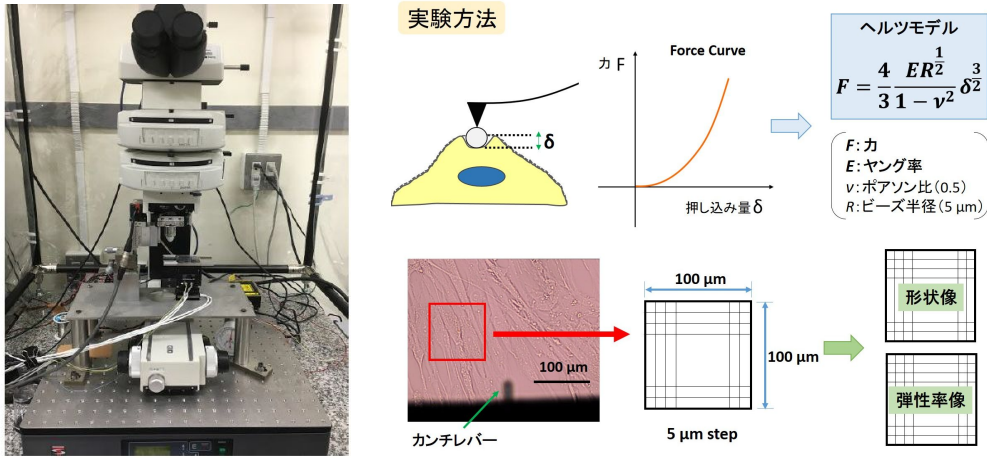 実験方法
力 F
Force Curve
δ
押し込み量 δ
ヘルツモデル
F = 4/3 ER^{1/2}/(1 − ν²) δ^{3/2}
F:力
E:ヤング率
ν:ポアソン比(0.5)
R:ビーズ半径(5 μm)
100 μm
カンチレバー
100 μm
100 μm
5 μm step
形状像
弾性率像